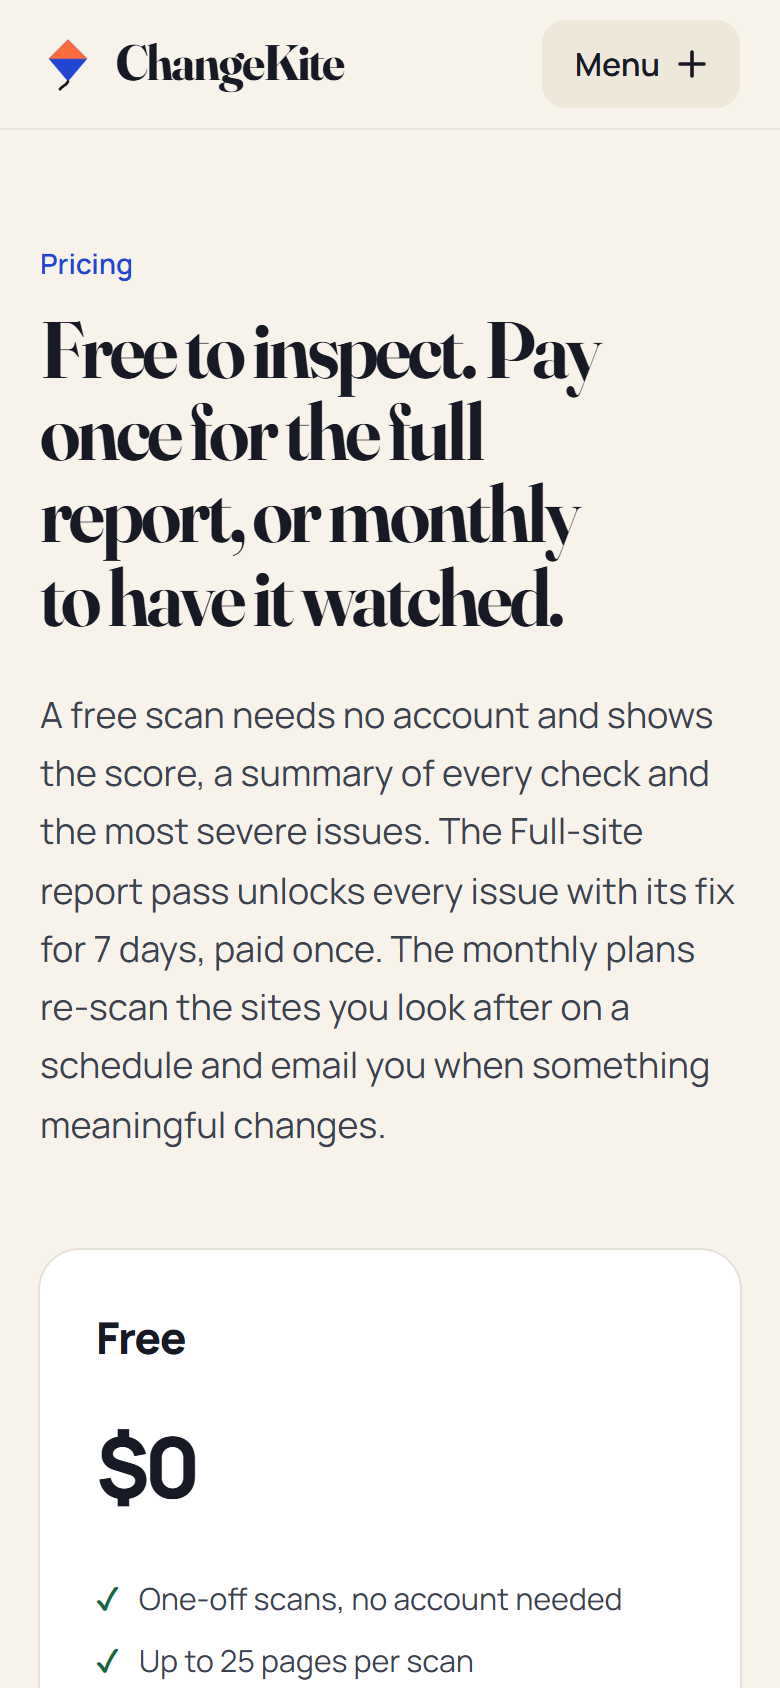 ChangeKite
Menu
Pricing
Free to inspect. Pay
once for the full
report, or monthly
to have it watched.
A free scan needs no account and shows
the score, a summary of every check and
the most severe issues. The Full-site
report pass unlocks every issue with its fix
for 7 days, paid once. The monthly plans
re-scan the sites you look after on a
schedule and email you when something
meaningful changes.
Free
$0
✓ One-off scans, no account needed
✓ Up to 25 pages per scan